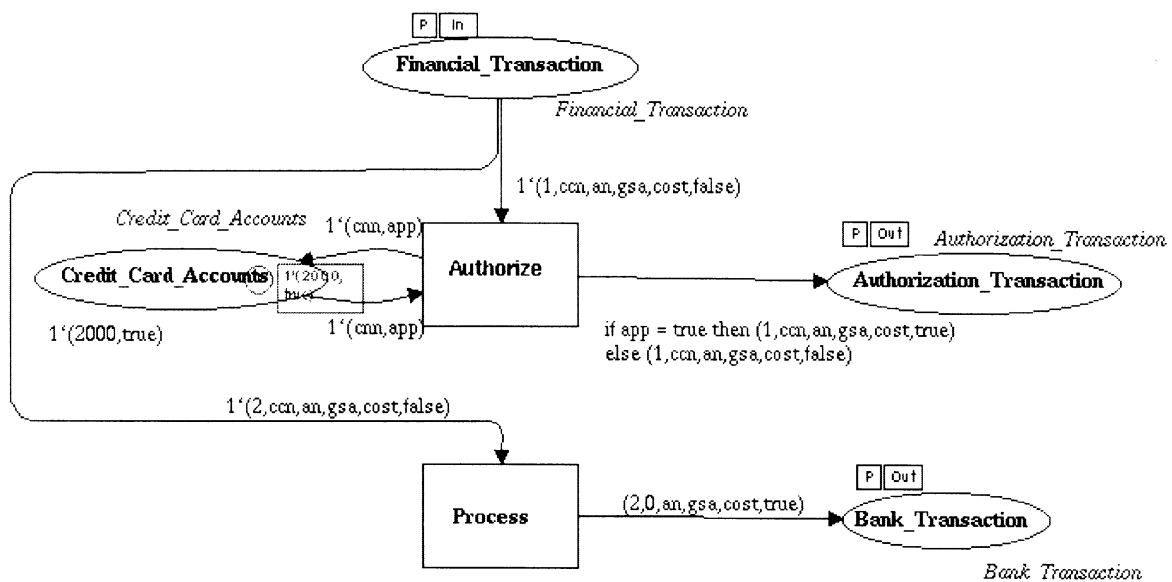 P In
Financial_Transaction
Financial_Transaction
1‘(1,ccn,an,gsa,cost,false)
Credit_Card_Accounts
1‘(cnn,app)
P Out
Authorization_Transaction
Authorize
Credit_Card_Accounts
1‘(2000,
true)
Authorization_Transaction
1‘(2000,true)
1‘(cnn,app)
if app = true then (1,ccn,an,gsa,cost,true)
else (1,ccn,an,gsa,cost,false)
1‘(2,ccn,an,gsa,cost,false)
P Out
(2,0,an,gsa,cost,true)
Process
Bank_Transaction
Bank_Transaction